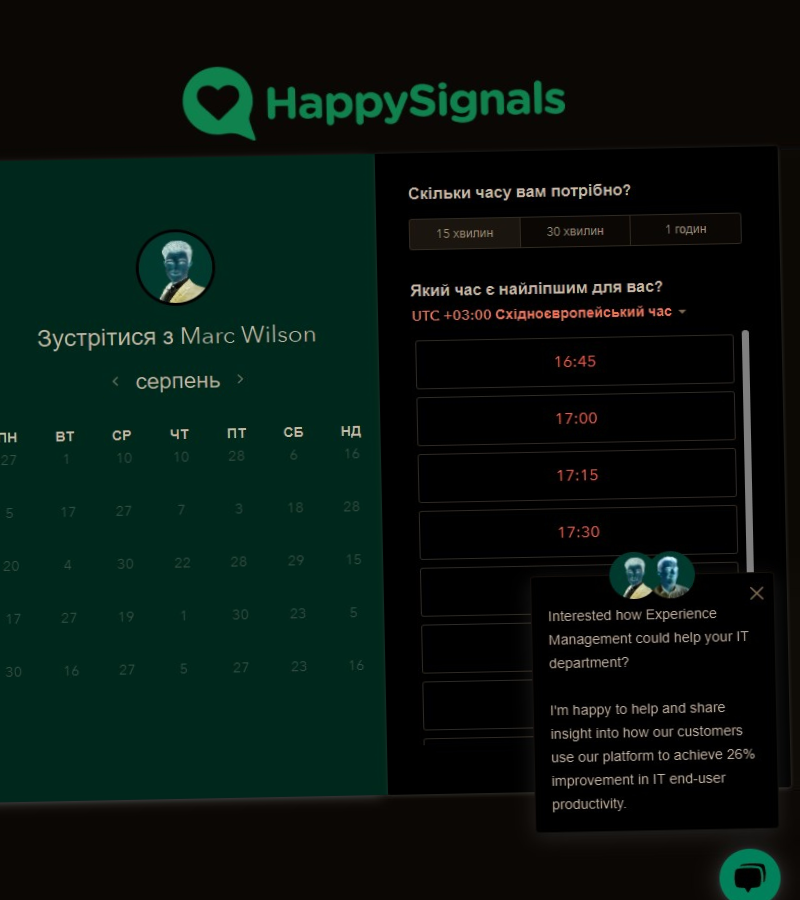 HappySignals
Зустрітися з Marc Wilson
серпень
ПН ВТ СР ЧТ ПТ СБ НД
27 1 10 10 28 6 16
5 17 27 7 3 18 28
20 4 30 22 28 29 15
17 27 19 1 30 23 5
30 16 27 5 27 23 16
Скільки часу вам потрібно?
15 хвилин 30 хвилин 1 годин
Який час є найліпшим для вас?
UTC +03:00 Східноєвропейський час
16:45
17:00
17:15
17:30
Interested how Experience
Management could help your IT
department?
I'm happy to help and share
insight into how our customers
use our platform to achieve 26%
improvement in IT end-user
productivity.